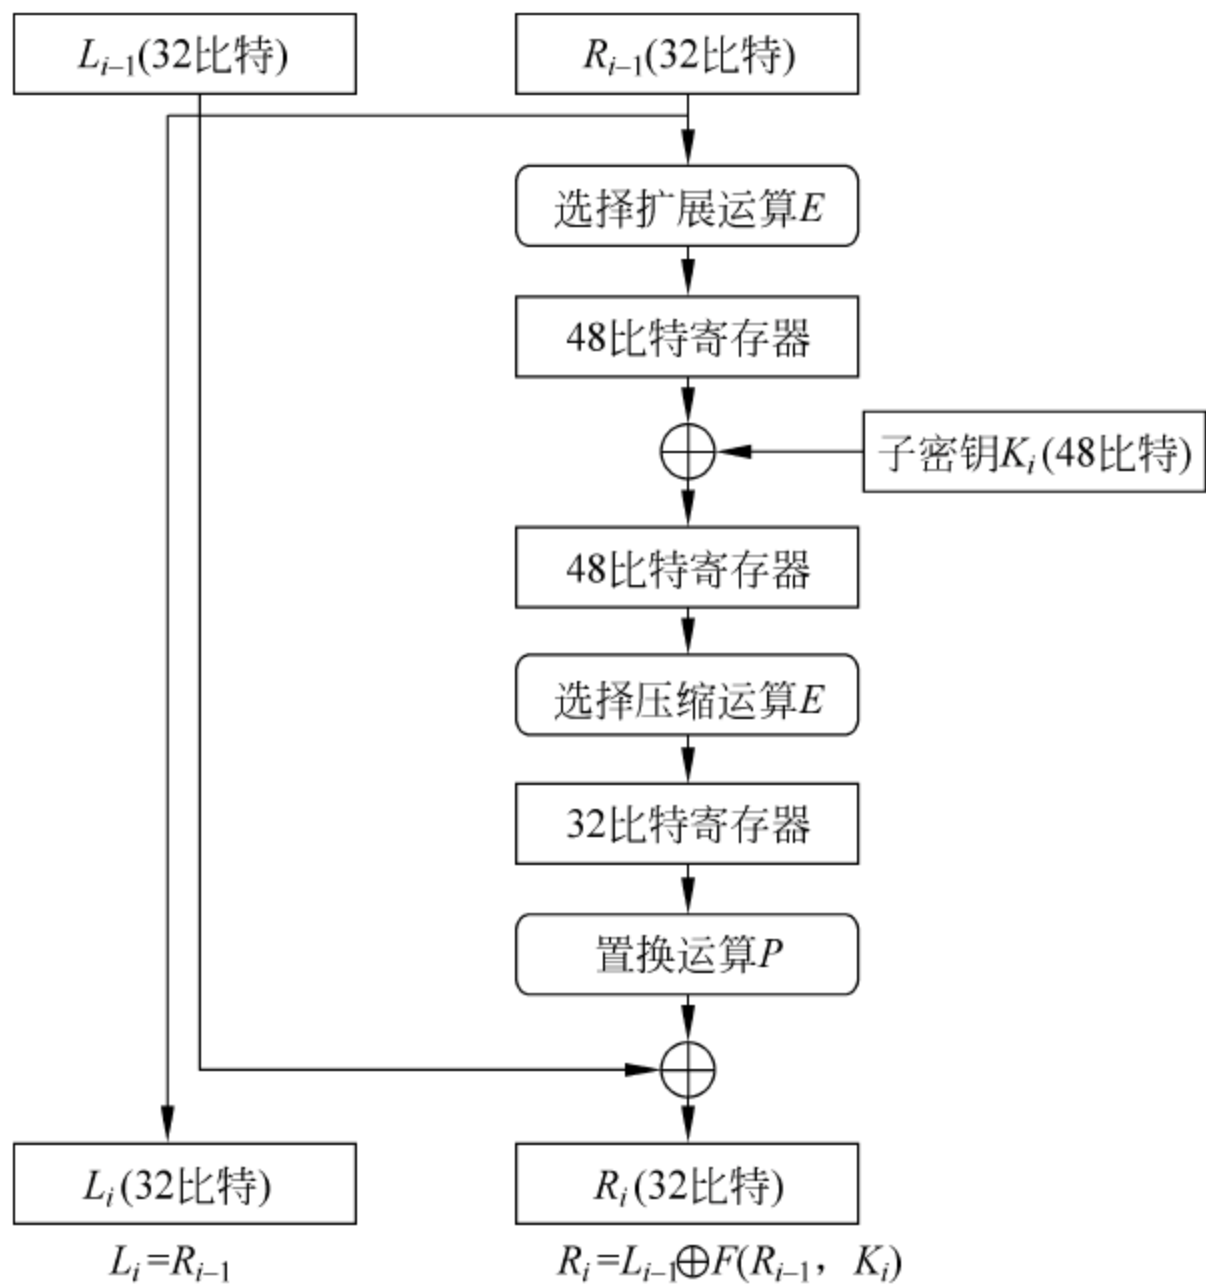 L_{i−1}(32比特)
R_{i−1}(32比特)
选择扩展运算E
48比特寄存器
子密钥K_i(48比特)
48比特寄存器
选择压缩运算E
32比特寄存器
置换运算P
L_i(32比特)
R_i(32比特)
L_i=R_{i−1}
R_i=L_{i−1}⊕F(R_{i−1}，K_i)